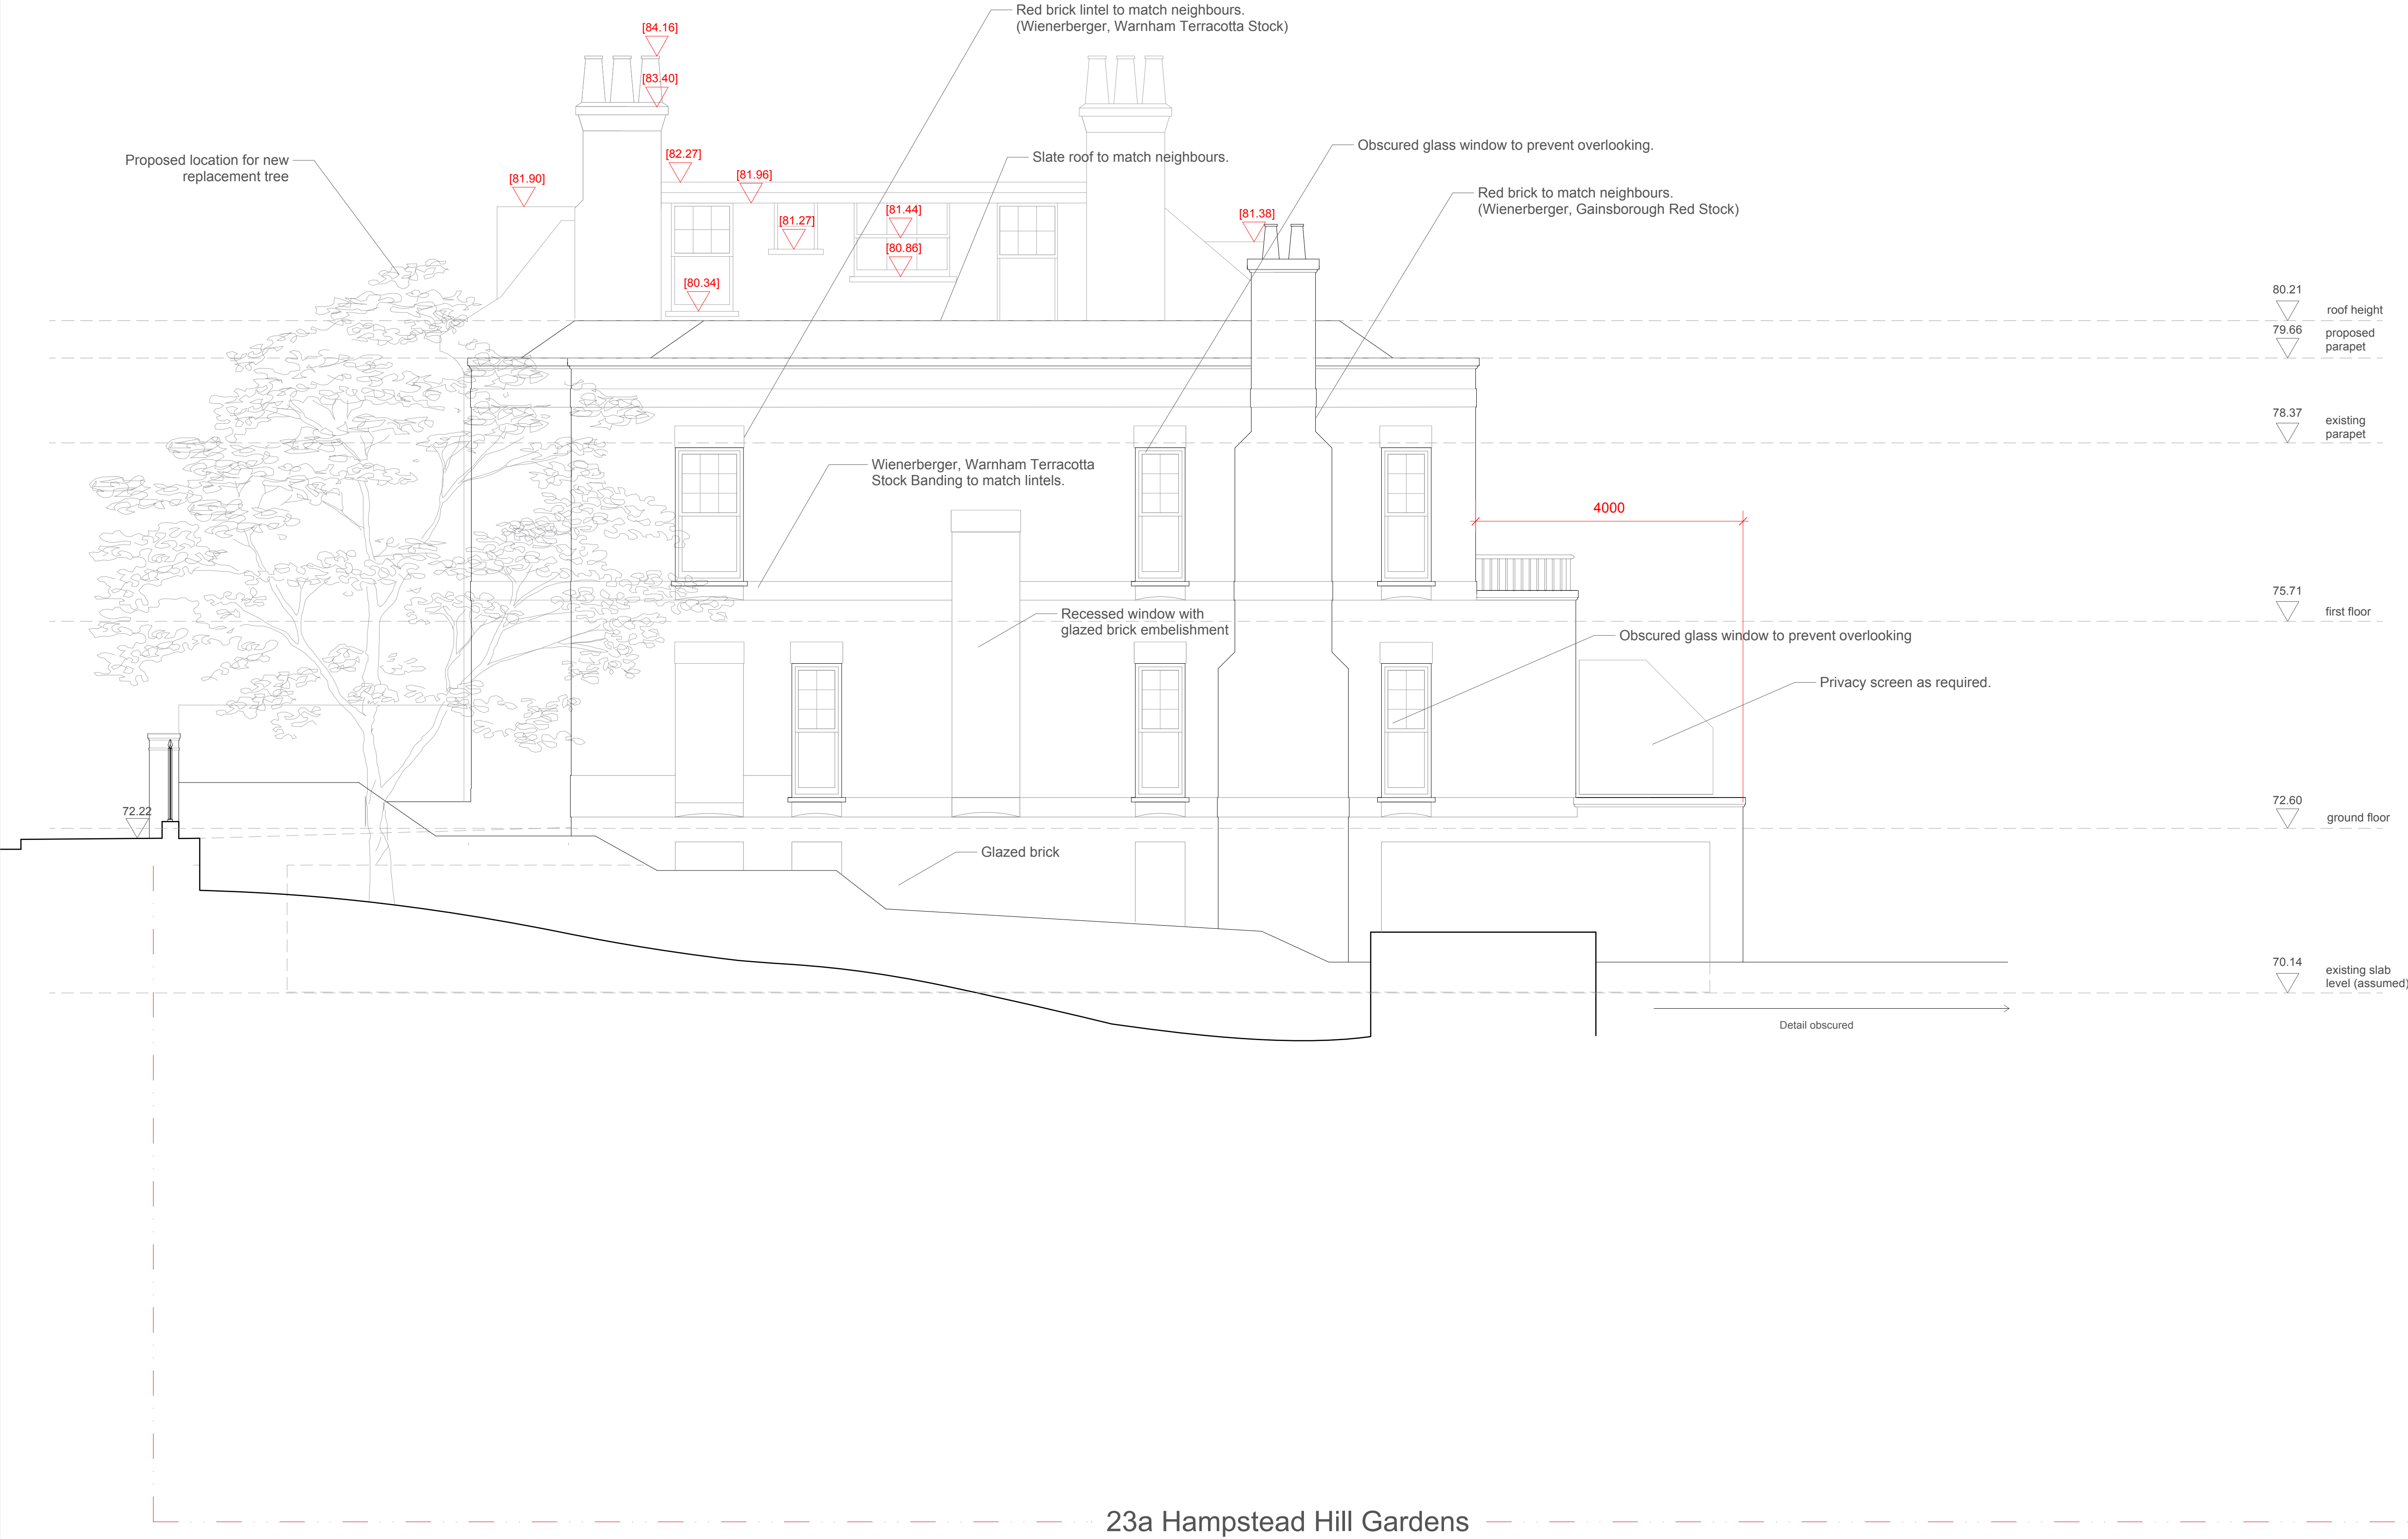 Red brick lintel to match neighbours.
(Wienerberger, Warnham Terracotta Stock)
[84.16]
[83.40]
Proposed location for new
replacement tree
[81.90]
[82.27]
[81.96]
Slate roof to match neighbours.
Obscured glass window to prevent overlooking.
Red brick to match neighbours.
(Wienerberger, Gainsborough Red Stock)
[81.27]
[81.44]
[80.86]
[80.34]
[81.38]
80.21
roof height
79.66
proposed
parapet
78.37
existing
parapet
Wienerberger, Warnham Terracotta
Stock Banding to match lintels.
4000
75.71
first floor
Recessed window with
glazed brick embelishment
Obscured glass window to prevent overlooking
Privacy screen as required.
72.22
72.60
ground floor
Glazed brick
70.14
existing slab
level (assumed)
Detail obscured
23a Hampstead Hill Gardens